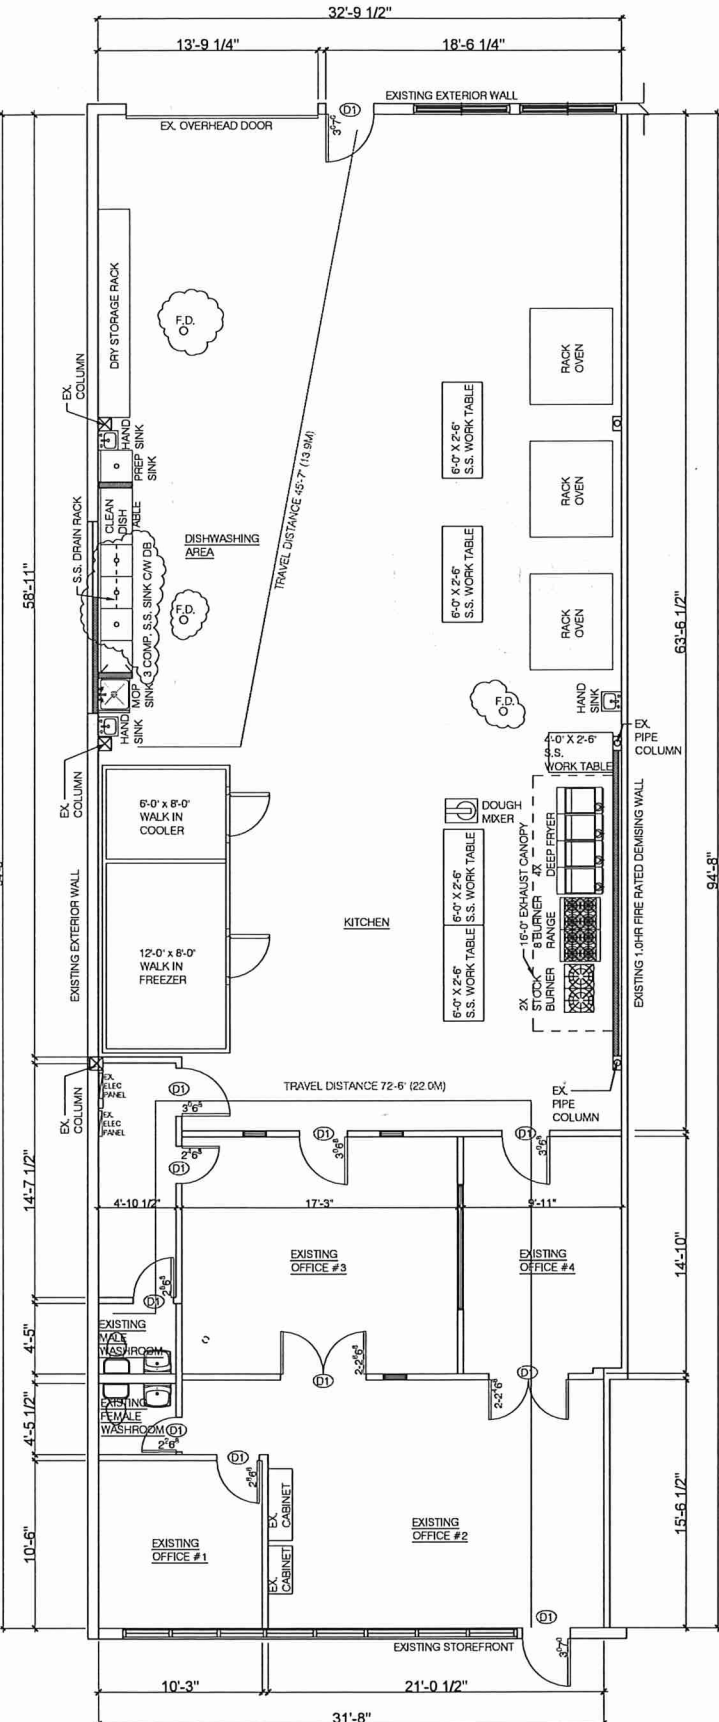 32'-9 1/2"
13'-9 1/4"
18'-6 1/4"
D1
EXISTING EXTERIOR WALL
EX. OVERHEAD DOOR
DRY STORAGE RACK
F.D.
RACK
OVEN
EX.
COLUMN
HAND
SINK
PREP
SINK
6'-0" X 2'-6"
S.S. WORK TABLE
TRAVEL DISTANCE 45'-7" (13.9M)
RACK
OVEN
S.S. DRAIN RACK
CLEAN
DISH
TABLE
DISHWASHING
AREA
58'-11"
3 COMP. S.S. SINK C/W DB
F.D.
6'-0" X 2'-6"
S.S. WORK TABLE
RACK
OVEN
63'-6 1/2"
MOP
SINK
HAND
SINK
F.D.
HAND
SINK
EX.
COLUMN
4'-0" X 2'-6"
S.S.
WORK TABLE
EX.
PIPE
COLUMN
6'-0" x 8'-0"
WALK IN
COOLER
DOUGH
MIXER
4X
DEEP FRYER
16'-0" EXHAUST CANOPY
8 BURNER
RANGE
6'-0" X 2'-6"
S.S. WORK TABLE
EXISTING 1.0HR FIRE RATED DEMISING WALL
94'-8"
EXISTING EXTERIOR WALL
KITCHEN
12'-0" x 8'-0"
WALK IN
FREEZER
6'-0" X 2'-6"
S.S. WORK TABLE
2X
STOCK
BURNER
EX.
COLUMN
EX.
ELEC
PANEL
EX.
ELEC
PANEL
D1
TRAVEL DISTANCE 72'-6" (22.0M)
EX.
PIPE
COLUMN
D1
D1
D1
14'-7 1/2"
4'-10 1/2"
17'-3"
9'-11"
14'-10"
EXISTING
OFFICE #3
EXISTING
OFFICE #4
D1
4'-5"
EXISTING
MALE
WASHROOM
D1
D1
4'-5 1/2"
EXISTING
FEMALE
WASHROOM
D1
D1
EX.
CABINET
EXISTING
OFFICE #2
15'-6 1/2"
10'-6"
EXISTING
OFFICE #1
EX.
CABINET
D1
EXISTING STOREFRONT
10'-3"
21'-0 1/2"
31'-8"